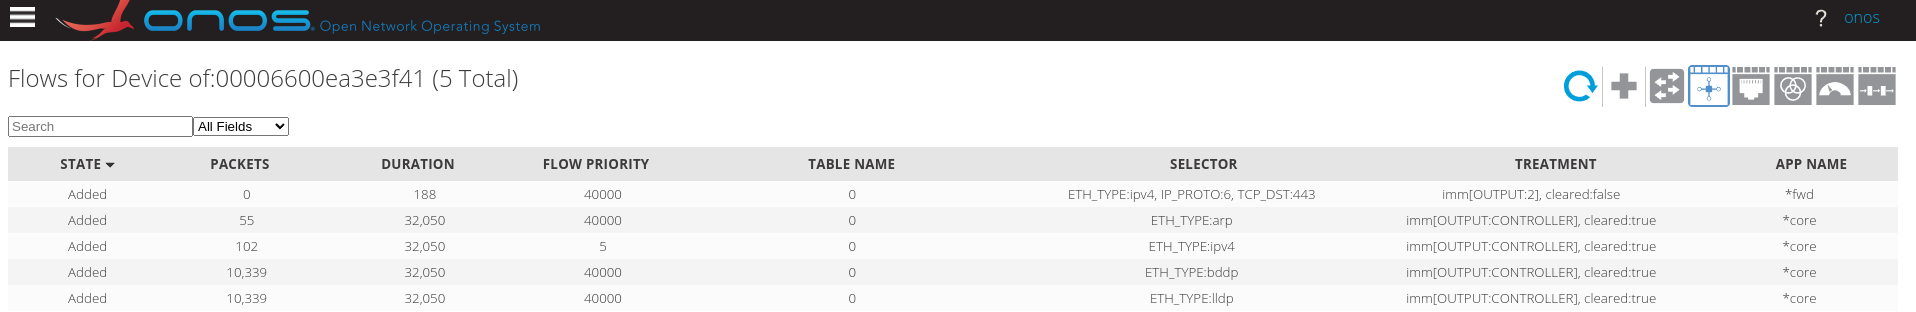 onos. Open Network Operating System ? onos
Flows for Device of:00006600ea3e3f41 (5 Total)
Search All Fields
STATE PACKETS DURATION FLOW PRIORITY TABLE NAME SELECTOR TREATMENT APP NAME
Added 0 188 40000 0 ETH_TYPE:ipv4, IP_PROTO:6, TCP_DST:443 imm[OUTPUT:2], cleared:false *fwd
Added 55 32,050 40000 0 ETH_TYPE:arp imm[OUTPUT:CONTROLLER], cleared:true *core
Added 102 32,050 5 0 ETH_TYPE:ipv4 imm[OUTPUT:CONTROLLER], cleared:true *core
Added 10,339 32,050 40000 0 ETH_TYPE:bddp imm[OUTPUT:CONTROLLER], cleared:true *core
Added 10,339 32,050 40000 0 ETH_TYPE:lldp imm[OUTPUT:CONTROLLER], cleared:true *core